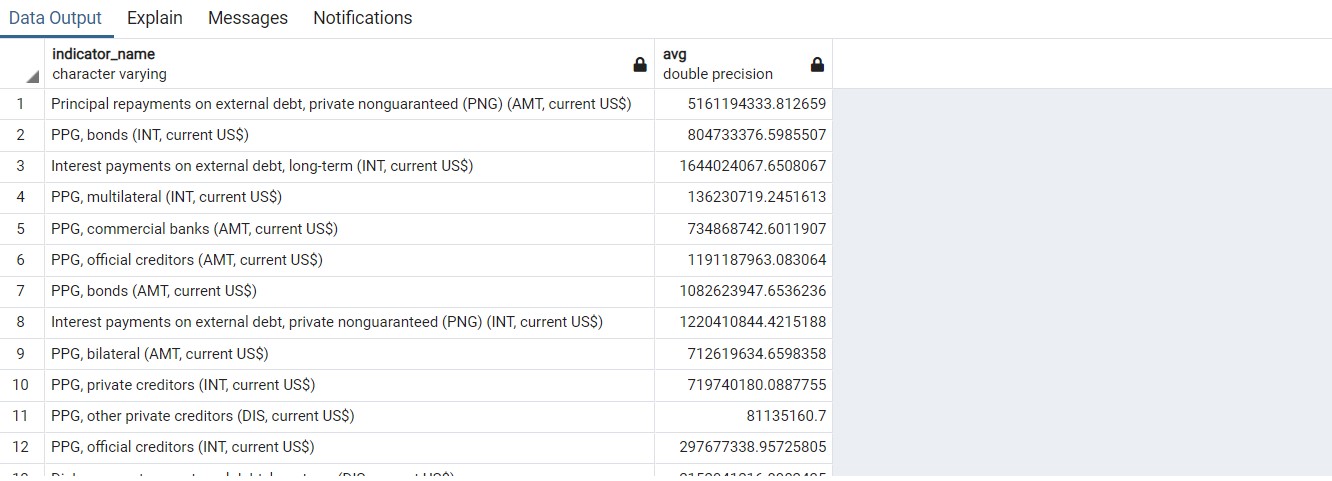 Data Output Explain Messages Notifications
indicator_name avg
character varying double precision
1 Principal repayments on external debt, private nonguaranteed (PNG) (AMT, current US$) 5161194333.812659
2 PPG, bonds (INT, current US$) 804733376.5985507
3 Interest payments on external debt, long-term (INT, current US$) 1644024067.6508067
4 PPG, multilateral (INT, current US$) 136230719.2451613
5 PPG, commercial banks (AMT, current US$) 734868742.6011907
6 PPG, official creditors (AMT, current US$) 1191187963.083064
7 PPG, bonds (AMT, current US$) 1082623947.6536236
8 Interest payments on external debt, private nonguaranteed (PNG) (INT, current US$) 1220410844.4215188
9 PPG, bilateral (AMT, current US$) 712619634.6598358
10 PPG, private creditors (INT, current US$) 719740180.0887755
11 PPG, other private creditors (DIS, current US$) 81135160.7
12 PPG, official creditors (INT, current US$) 297677338.95725805